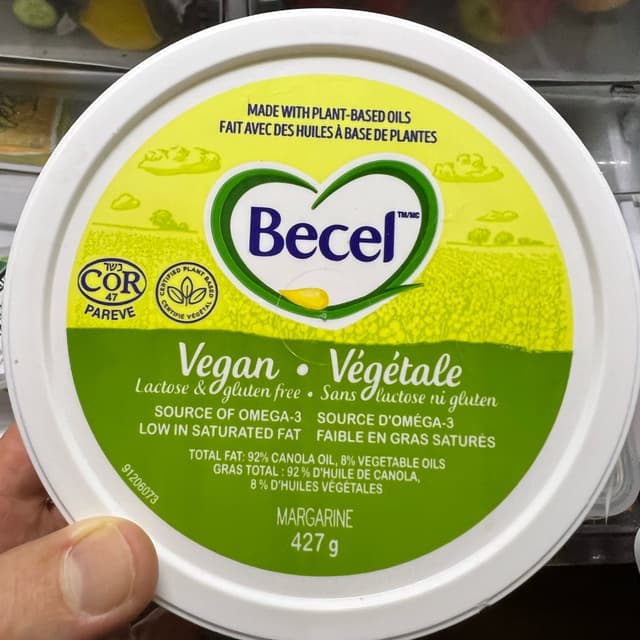 MADE WITH PLANT-BASED OILS
FAIT AVEC DES HUILES À BASE DE PLANTES
Becel TM/MC
כשר
COR
47
PAREVE
CERTIFIED PLANT BASED
CERTIFIÉ VÉGÉTAL
Vegan • Végétale
Lactose & gluten free • Sans lactose ni gluten
SOURCE OF OMEGA-3 SOURCE D'OMÉGA-3
LOW IN SATURATED FAT FAIBLE EN GRAS SATURÉS
TOTAL FAT: 92% CANOLA OIL, 8% VEGETABLE OILS
GRAS TOTAL : 92 % D'HUILE DE CANOLA,
8 % D'HUILES VÉGÉTALES
91206073
MARGARINE
427 g